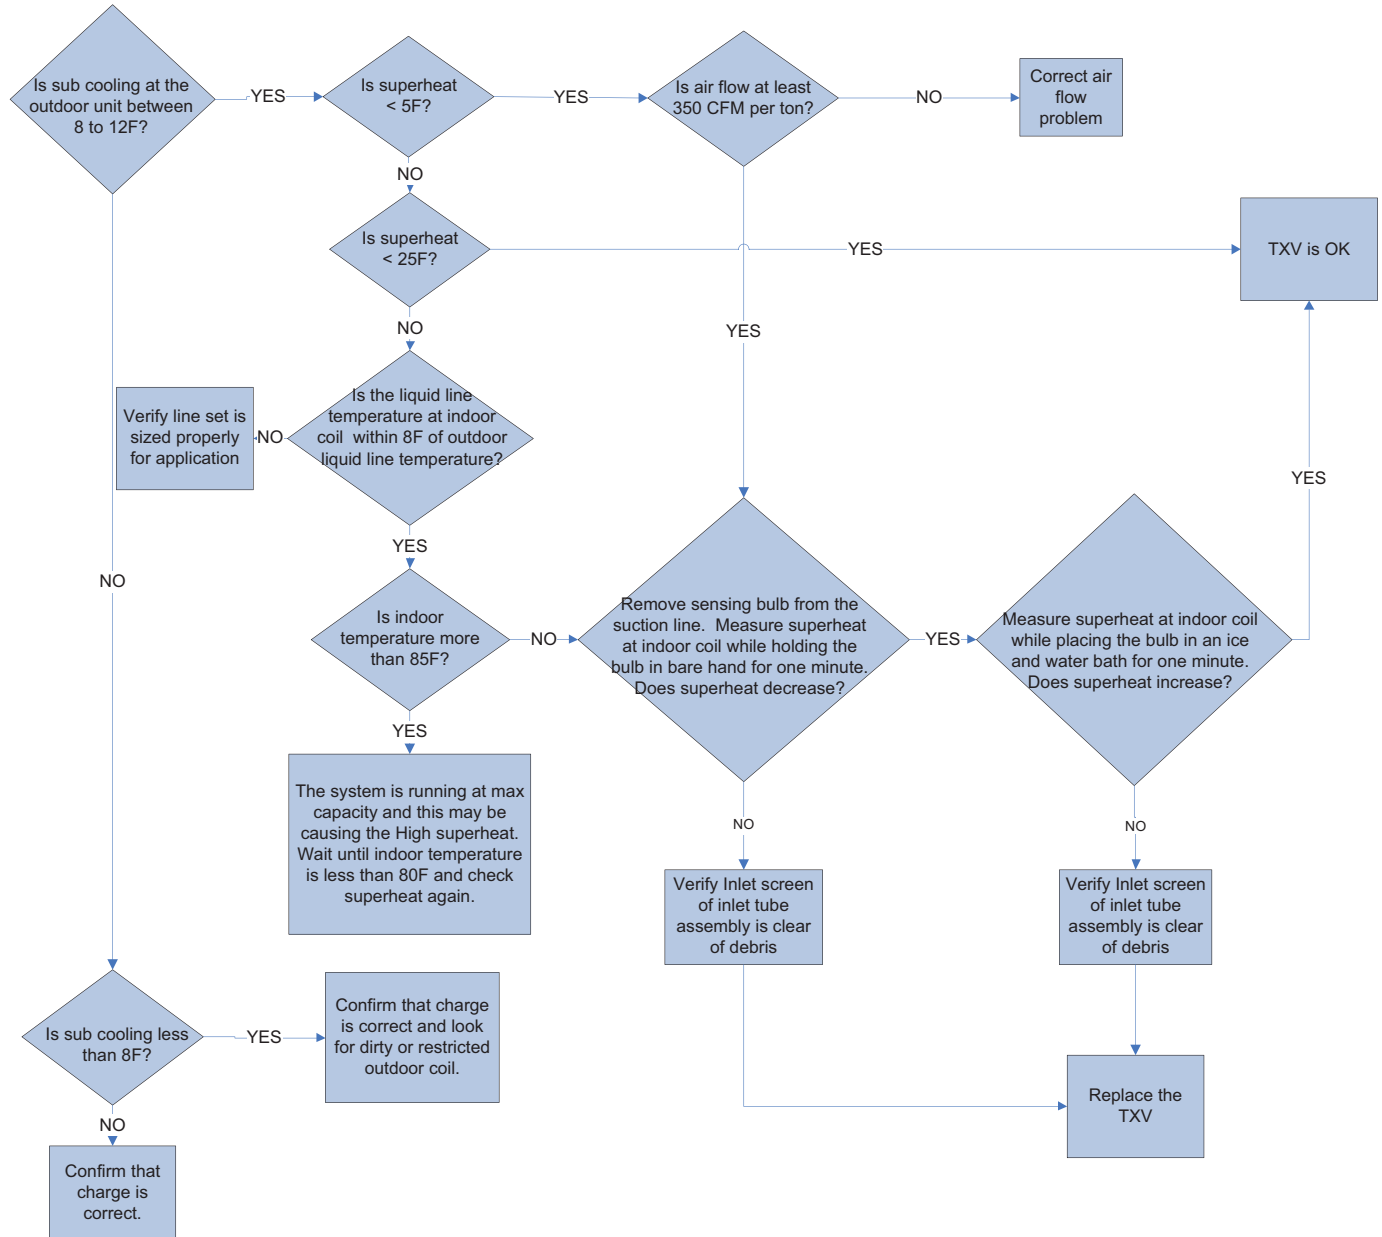 Is sub cooling at the
outdoor unit between
8 to 12F?
YES
Is superheat
< 5F?
YES
Is air flow at least
350 CFM per ton?
NO
Correct air
flow
problem
NO
Is superheat
< 25F?
YES
TXV is OK
NO
YES
Is the liquid line
temperature at indoor
coil  within 8F of outdoor
liquid line temperature?
NO
Verify line set is
sized properly
for application
YES
YES
NO
Is indoor
temperature more
than 85F?
NO
Remove sensing bulb from the
suction line.  Measure superheat
at indoor coil while holding the
bulb in bare hand for one minute.
Does superheat decrease?
YES
Measure superheat at indoor coil
while placing the bulb in an ice
and water bath for one minute.
Does superheat increase?
YES
The system is running at max
capacity and this may be
causing the High superheat.
Wait until indoor temperature
is less than 80F and check
superheat again.
NO
NO
Verify Inlet screen
of inlet tube
assembly is clear
of debris
Verify Inlet screen
of inlet tube
assembly is clear
of debris
Is sub cooling less
than 8F?
YES
Confirm that charge
is correct and look
for dirty or restricted
outdoor coil.
Replace the
TXV
NO
Confirm that
charge is
correct.